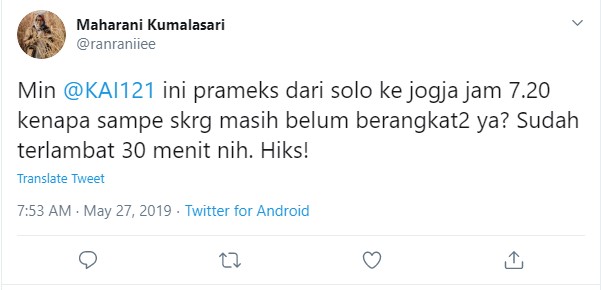 Maharani Kumalasari
@ranraniiee
Min @KAI121 ini prameks dari solo ke jogja jam 7.20
kenapa sampe skrg masih belum berangkat2 ya? Sudah
terlambat 30 menit nih. Hiks!
Translate Tweet
7:53 AM · May 27, 2019 · Twitter for Android